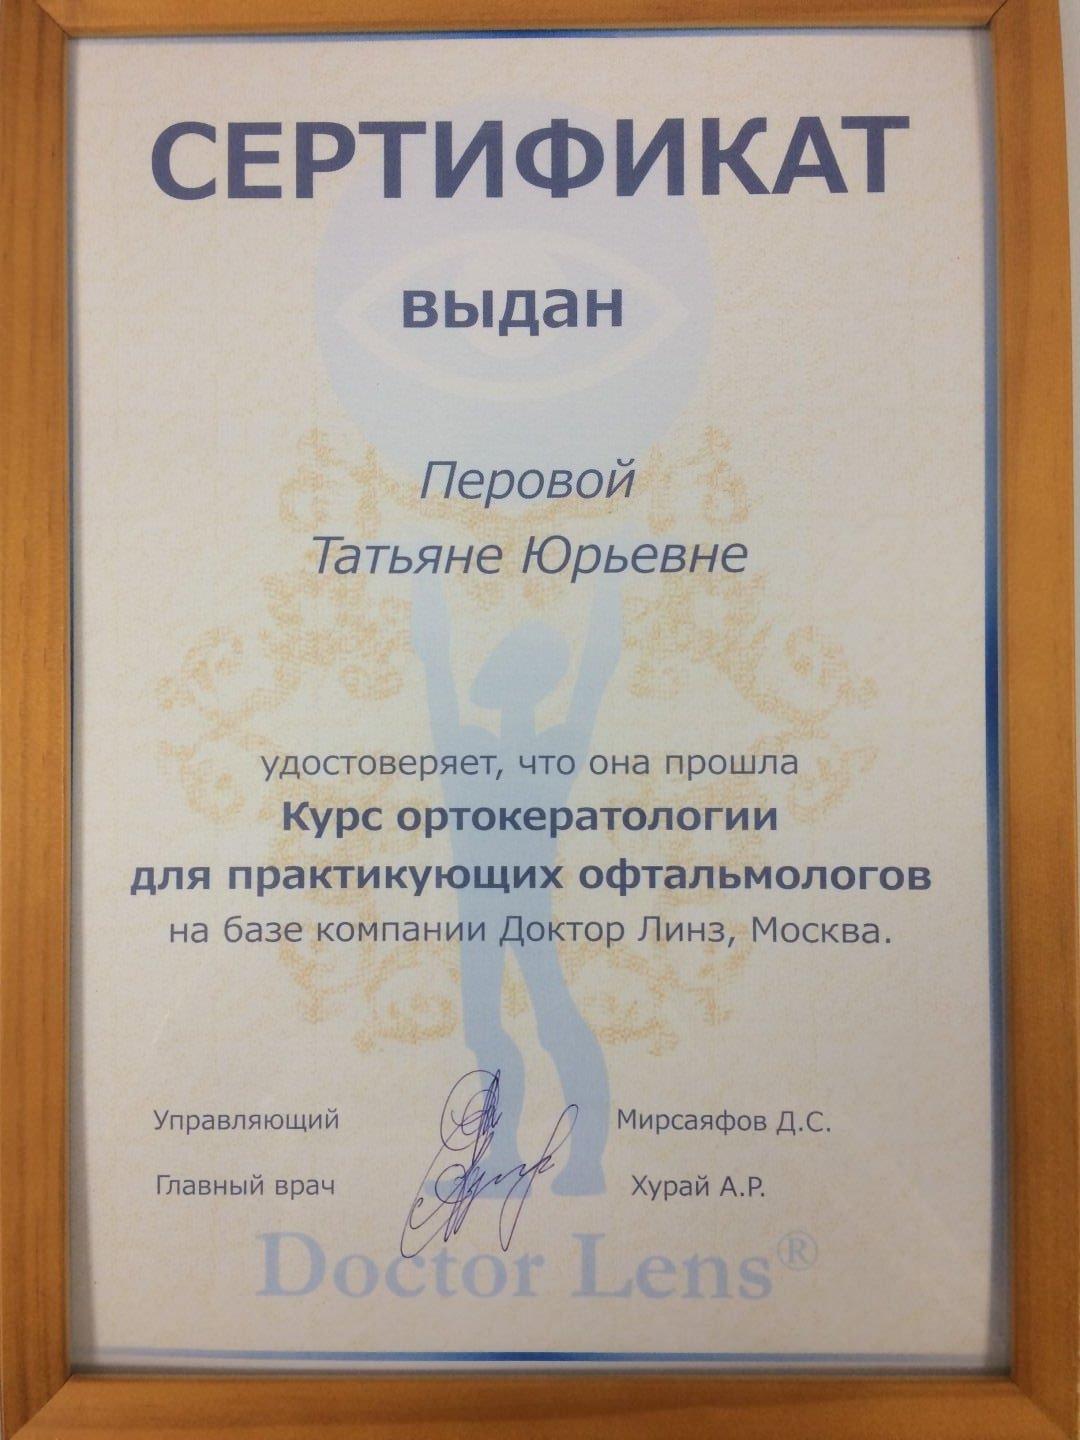 СЕРТИФИКАТ
выдан
Перовой
Татьяне Юрьевне
удостоверяет, что она прошла
Курс ортокератологии
для практикующих офтальмологов
на базе компании Доктор Линз, Москва.
Управляющий Мирсаяфов Д.С.
Главный врач Хурай А.Р.
Doctor Lens®